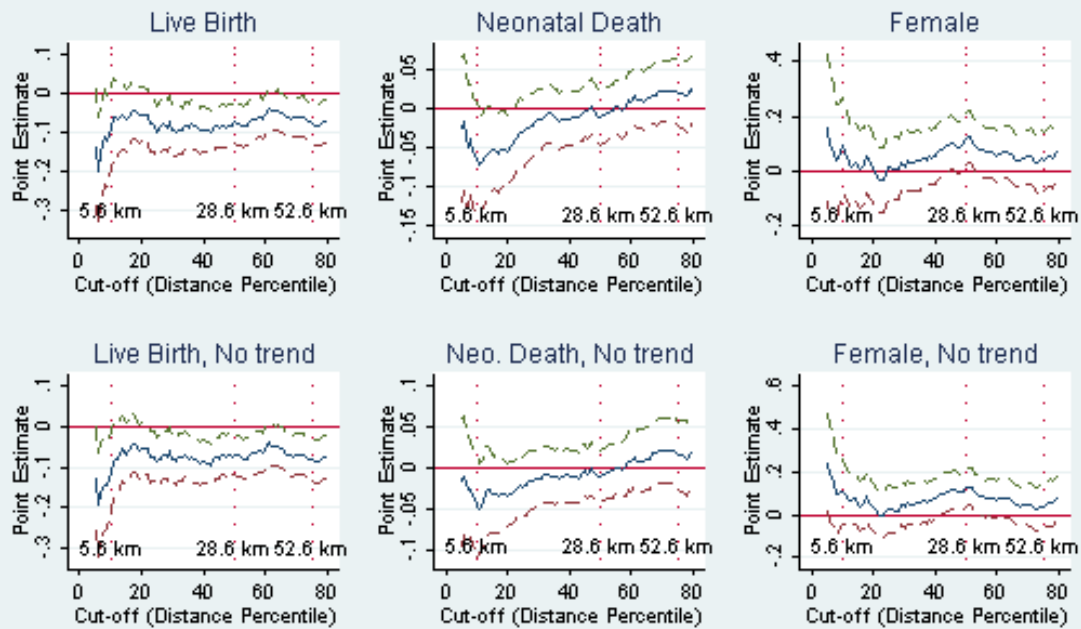 Live Birth
Neonatal Death
Female
Point Estimate
.1
0
-.1
-.2
-.3
5.6 km
28.6 km
52.6 km
0 20 40 60 80
Cut-off (Distance Percentile)
Point Estimate
.05
0
-.05
-.1
-.15
5.6 km
28.6 km
52.6 km
0 20 40 60 80
Cut-off (Distance Percentile)
Point Estimate
.4
.2
0
-.2
5.6 km
28.6 km
52.6 km
0 20 40 60 80
Cut-off (Distance Percentile)
Live Birth, No trend
Neo. Death, No trend
Female, No trend
Point Estimate
.1
0
-.1
-.2
-.3
5.6 km
28.6 km
52.6 km
0 20 40 60 80
Cut-off (Distance Percentile)
Point Estimate
.1
.05
0
-.05
-.1
5.6 km
28.6 km
52.6 km
0 20 40 60 80
Cut-off (Distance Percentile)
Point Estimate
.6
.4
.2
0
-.2
5.6 km
28.6 km
52.6 km
0 20 40 60 80
Cut-off (Distance Percentile)